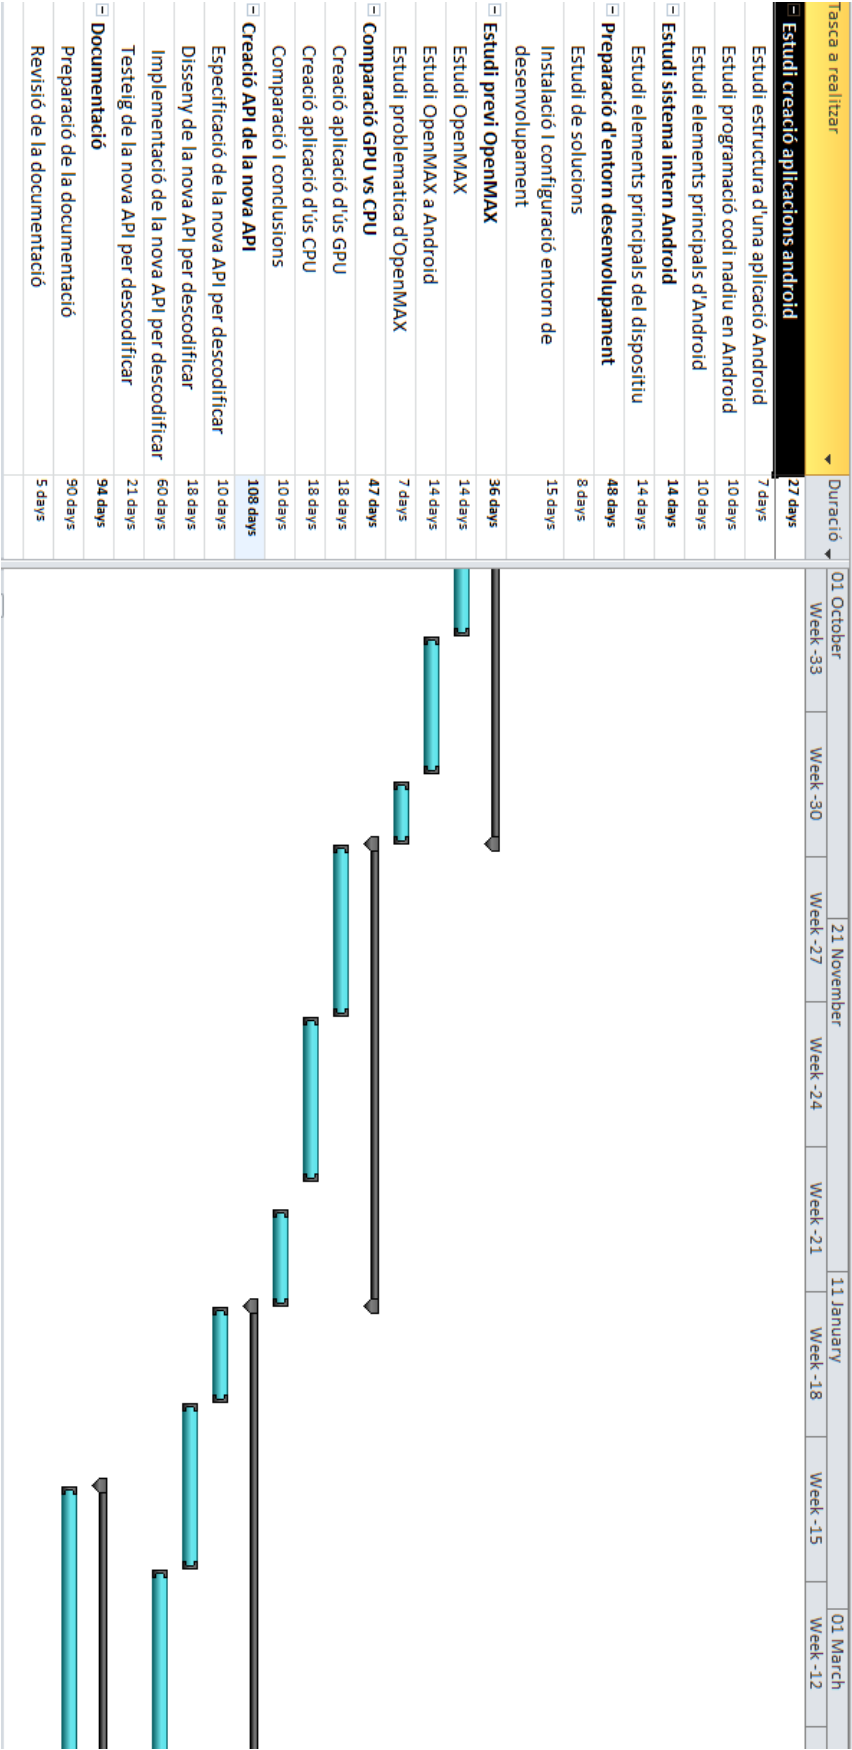 Tasca a realitzar Duració
01 October 21 November 11 January 01 March
Week -33 Week -30 Week -27 Week -24 Week -21 Week -18 Week -15 Week -12
Estudi creació aplicacions android 27 days
Estudi estructura d'una aplicació Android 7 days
Estudi programació codi nadiu en Android 10 days
Estudi elements principals d'Android 10 days
Estudi sistema intern Android 14 days
Estudi elements principals del dispositiu 14 days
Preparació d'entorn desenvolupament 48 days
Estudi de solucions 8 days
Instalació I configuració entorn de
desenvolupament 15 days
Estudi previ OpenMAX 36 days
Estudi OpenMAX 14 days
Estudi OpenMAX a Android 14 days
Estudi problematica d'OpenMAX 7 days
Comparació GPU vs CPU 47 days
Creació aplicació d'ús GPU 18 days
Creació aplicació d'ús CPU 18 days
Comparació I conclusions 10 days
Creació API de la nova API 108 days
Especificació de la nova API per descodificar 10 days
Disseny de la nova API per descodificar 18 days
Implementació de la nova API per descodificar 60 days
Testeig de la nova API per descodificar 21 days
Documentació 94 days
Preparació de la documentació 90 days
Revisió de la documentació 5 days